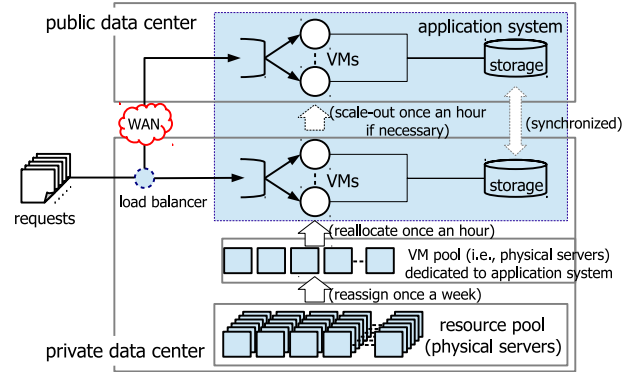 public data center
application system
VMs
storage
WAN
(scale-out once an hour
if necessary)
(synchronized)
VMs
storage
requests
load balancer
(reallocate once an hour)
VM pool (i.e., physical servers)
dedicated to application system
(reassign once a week)
resource pool
(physical servers)
private data center